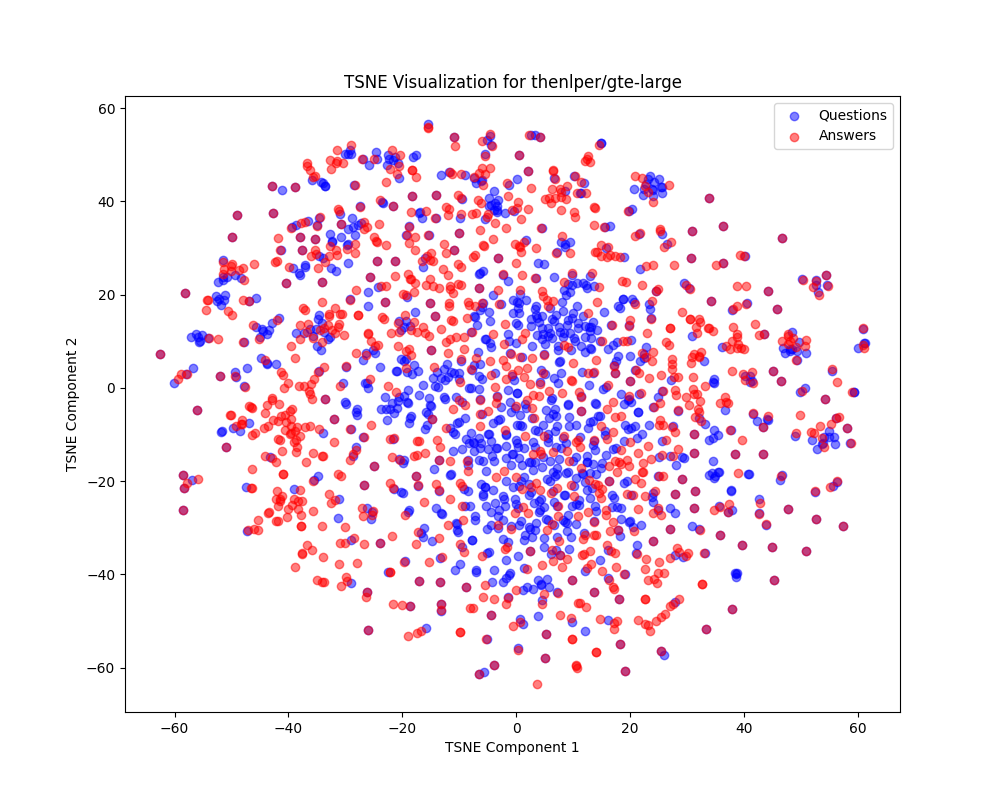 TSNE Visualization for thenlper/gte-large
Questions
Answers
60
40
20
0
−20
−40
−60
TSNE Component 2
−60
−40
−20
0
20
40
60
TSNE Component 1